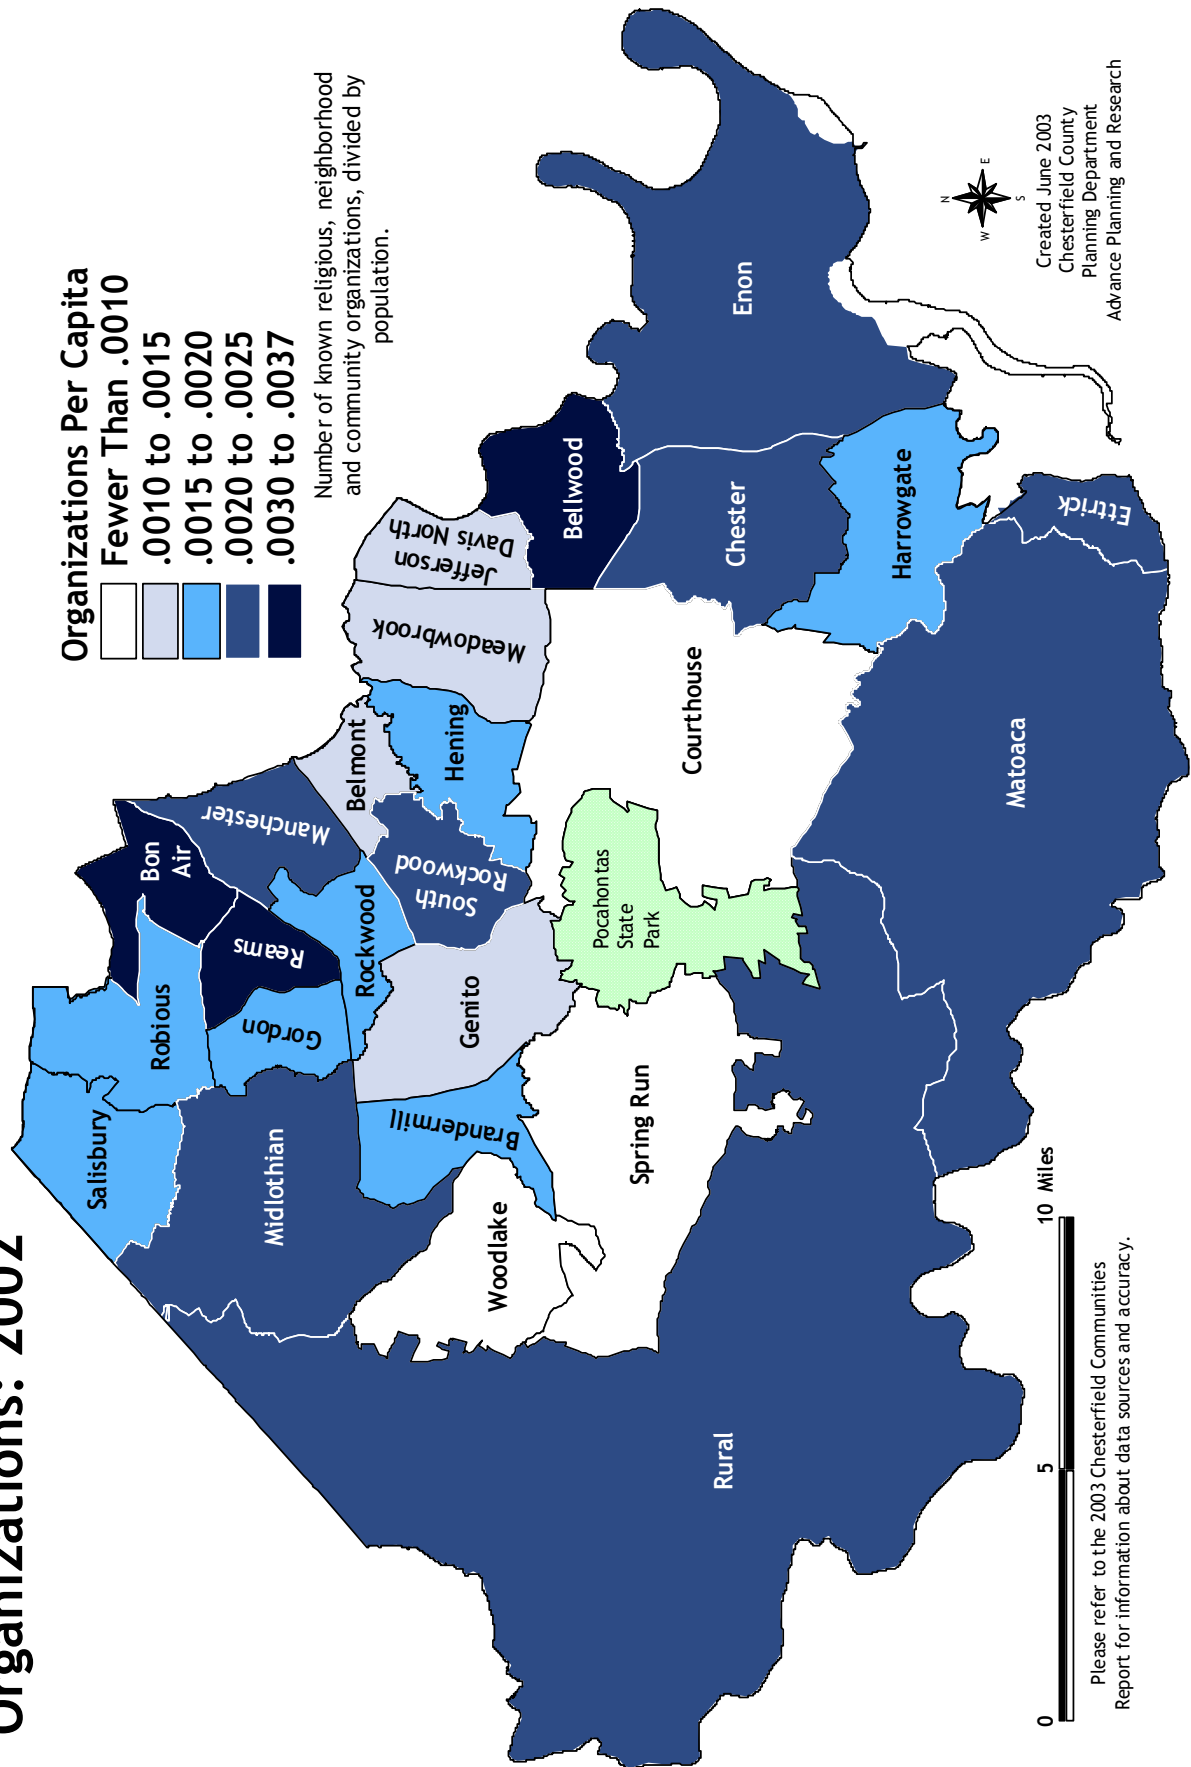 Organizations: 2002
Organizations Per Capita
Fewer Than .0010
.0010 to .0015
.0015 to .0020
.0020 to .0025
.0030 to .0037
Number of known religious, neighborhood
and community organizations, divided by
population.
Salisbury
Robious
Bon
Air
Midlothian
Gordon
Reams
Manchester
Rockwood
Belmont
Brandermill
Genito
South
Rockwood
Hening
Meadowbrook
Jefferson
Davis North
Woodlake
Bellwood
Spring Run
Pocahontas
State
Park
Courthouse
Chester
Enon
Rural
Harrowgate
Matoaca
Ettrick
N
W
E
S
Created June 2003
Chesterfield County
Planning Department
Advance Planning and Research
0
5
10 Miles
Please refer to the 2003 Chesterfield Communities
Report for information about data sources and accuracy.